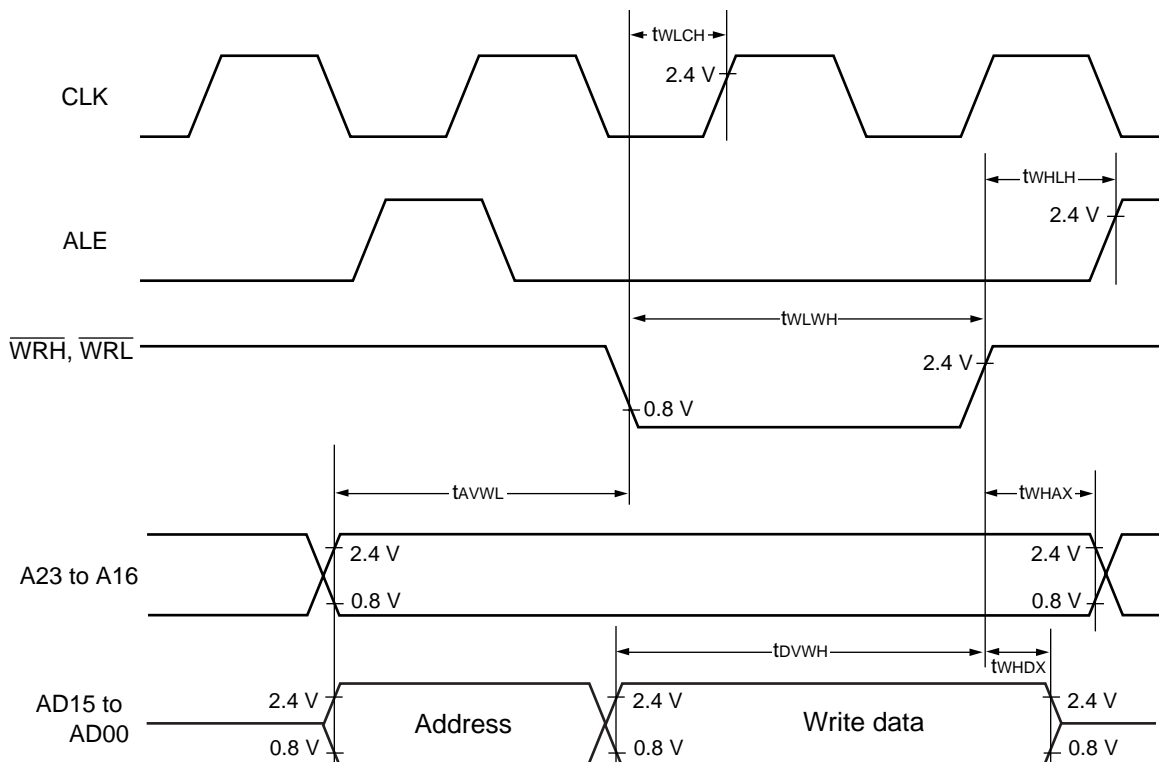 tWLCH
2.4 V
CLK
tWHLH
2.4 V
ALE
tWLWH
W̅R̅H̅, W̅R̅L̅
2.4 V
0.8 V
tAVWL
tWHAX
A23 to A16
2.4 V
2.4 V
0.8 V
0.8 V
tDVWH
tWHDX
AD15 to
AD00
2.4 V
2.4 V
2.4 V
Address
Write data
0.8 V
0.8 V
0.8 V